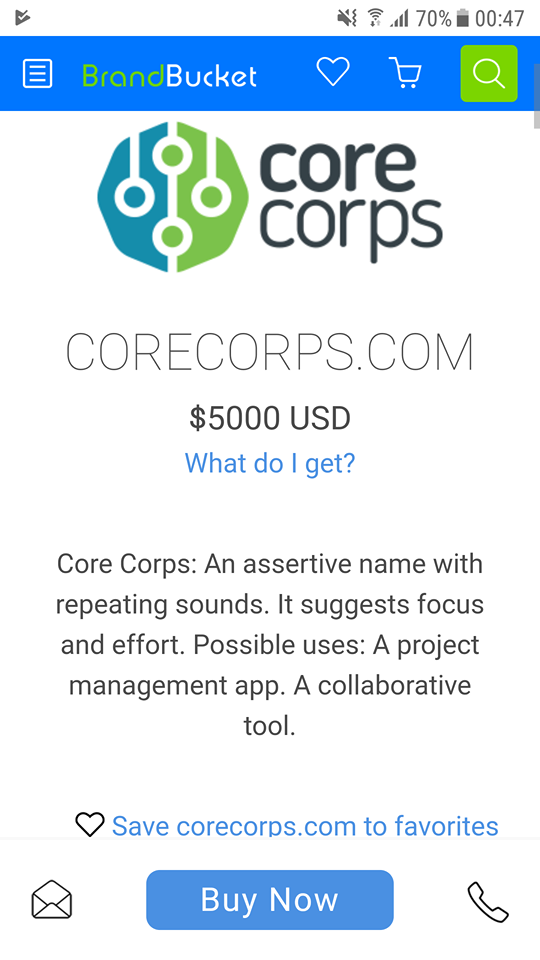 70% 00:47
BrandBucket
core
corps
CORECORPS.COM
$5000 USD
What do I get?
Core Corps: An assertive name with
repeating sounds. It suggests focus
and effort. Possible uses: A project
management app. A collaborative
tool.
Save corecorps.com to favorites
Buy Now